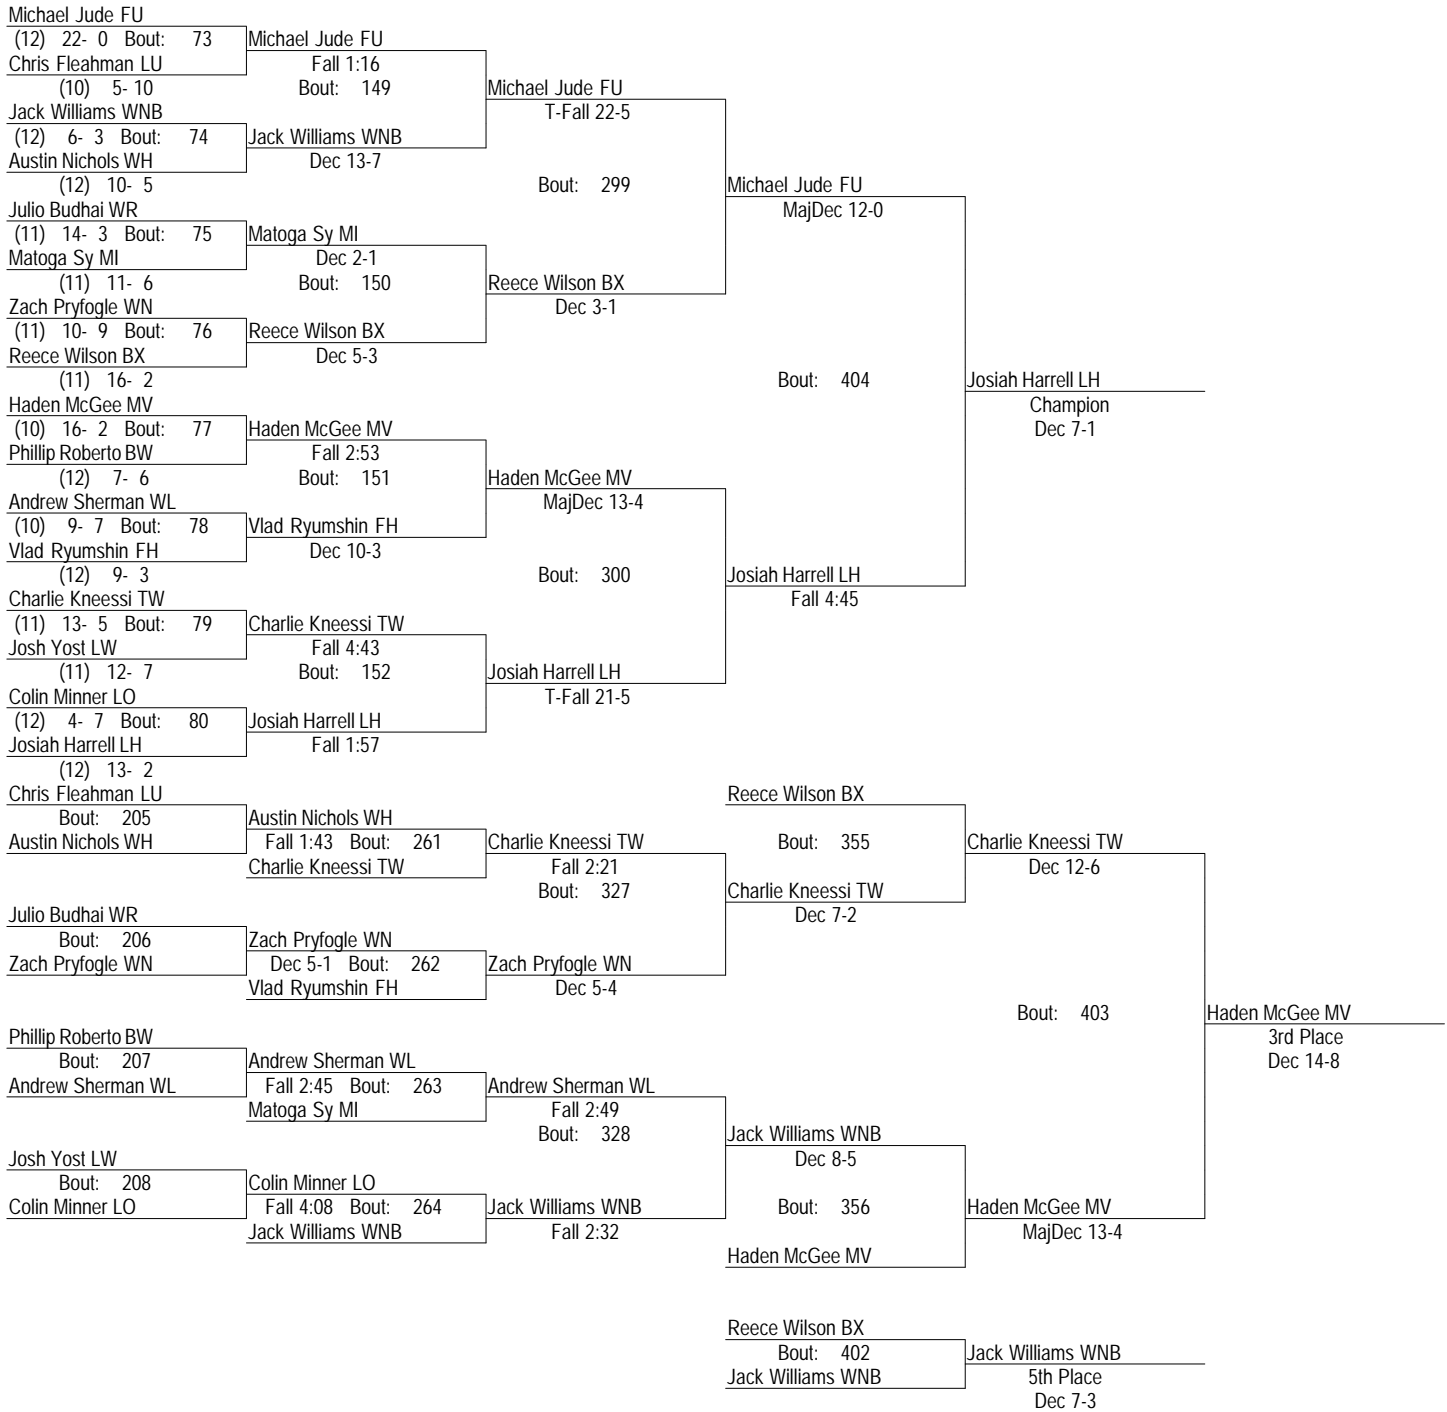 Michael Jude FU
(12) 22- 0 Bout: 73 Michael Jude FU
Chris Fleahman LU Fall 1:16
(10) 5- 10 Bout: 149 Michael Jude FU
Jack Williams WNB T-Fall 22-5
(12) 6- 3 Bout: 74 Jack Williams WNB
Austin Nichols WH Dec 13-7
(12) 10- 5 Bout: 299 Michael Jude FU
Julio Budhai WR MajDec 12-0
(11) 14- 3 Bout: 75 Matoga Sy MI
Matoga Sy MI Dec 2-1
(11) 11- 6 Bout: 150 Reece Wilson BX
Zach Pryfogle WN Dec 3-1
(11) 10- 9 Bout: 76 Reece Wilson BX
Reece Wilson BX Dec 5-3
(11) 16- 2 Bout: 404 Josiah Harrell LH
Haden McGee MV Champion
(10) 16- 2 Bout: 77 Haden McGee MV Dec 7-1
Phillip Roberto BW Fall 2:53
(12) 7- 6 Bout: 151 Haden McGee MV
Andrew Sherman WL MajDec 13-4
(10) 9- 7 Bout: 78 Vlad Ryumshin FH
Vlad Ryumshin FH Dec 10-3
(12) 9- 3 Bout: 300 Josiah Harrell LH
Charlie Kneessi TW Fall 4:45
(11) 13- 5 Bout: 79 Charlie Kneessi TW
Josh Yost LW Fall 4:43
(11) 12- 7 Bout: 152 Josiah Harrell LH
Colin Minner LO T-Fall 21-5
(12) 4- 7 Bout: 80 Josiah Harrell LH
Josiah Harrell LH Fall 1:57
(12) 13- 2
Chris Fleahman LU Reece Wilson BX
Bout: 205 Austin Nichols WH
Austin Nichols WH Fall 1:43 Bout: 261 Charlie Kneessi TW Bout: 355 Charlie Kneessi TW
Charlie Kneessi TW Fall 2:21 Dec 12-6
Bout: 327 Charlie Kneessi TW
Julio Budhai WR Dec 7-2
Bout: 206 Zach Pryfogle WN
Zach Pryfogle WN Dec 5-1 Bout: 262 Zach Pryfogle WN
Vlad Ryumshin FH Dec 5-4
Bout: 403 Haden McGee MV
Phillip Roberto BW 3rd Place
Bout: 207 Andrew Sherman WL Dec 14-8
Andrew Sherman WL Fall 2:45 Bout: 263 Andrew Sherman WL
Matoga Sy MI Fall 2:49
Bout: 328 Jack Williams WNB
Josh Yost LW Dec 8-5
Bout: 208 Colin Minner LO
Colin Minner LO Fall 4:08 Bout: 264 Jack Williams WNB Bout: 356 Haden McGee MV
Jack Williams WNB Fall 2:32 MajDec 13-4
Haden McGee MV
Reece Wilson BX
Bout: 402 Jack Williams WNB
Jack Williams WNB 5th Place
Dec 7-3